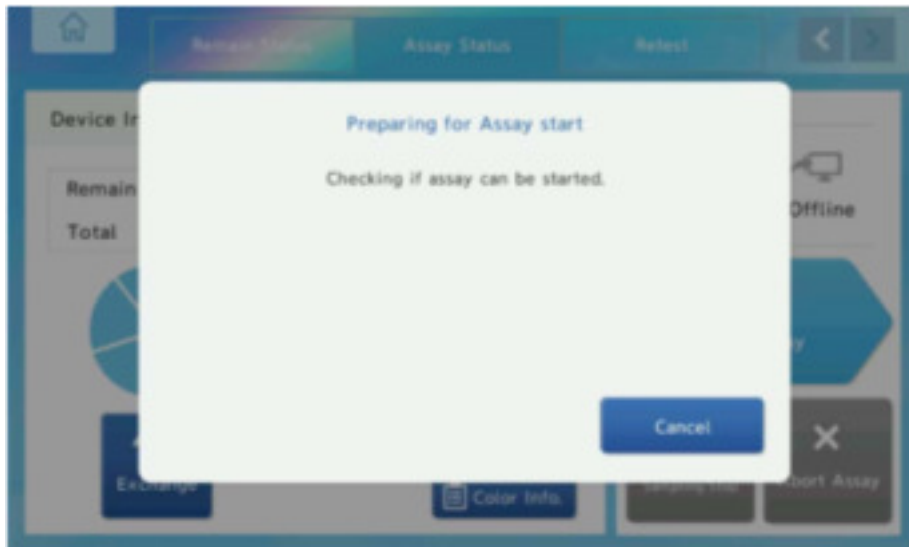 Remain Status Assay Status Retest
Device In
Preparing for Assay start
Checking if assay can be started.
Remain
Total
Offline
Cancel
Exchange
Color Info.
Abort Assay